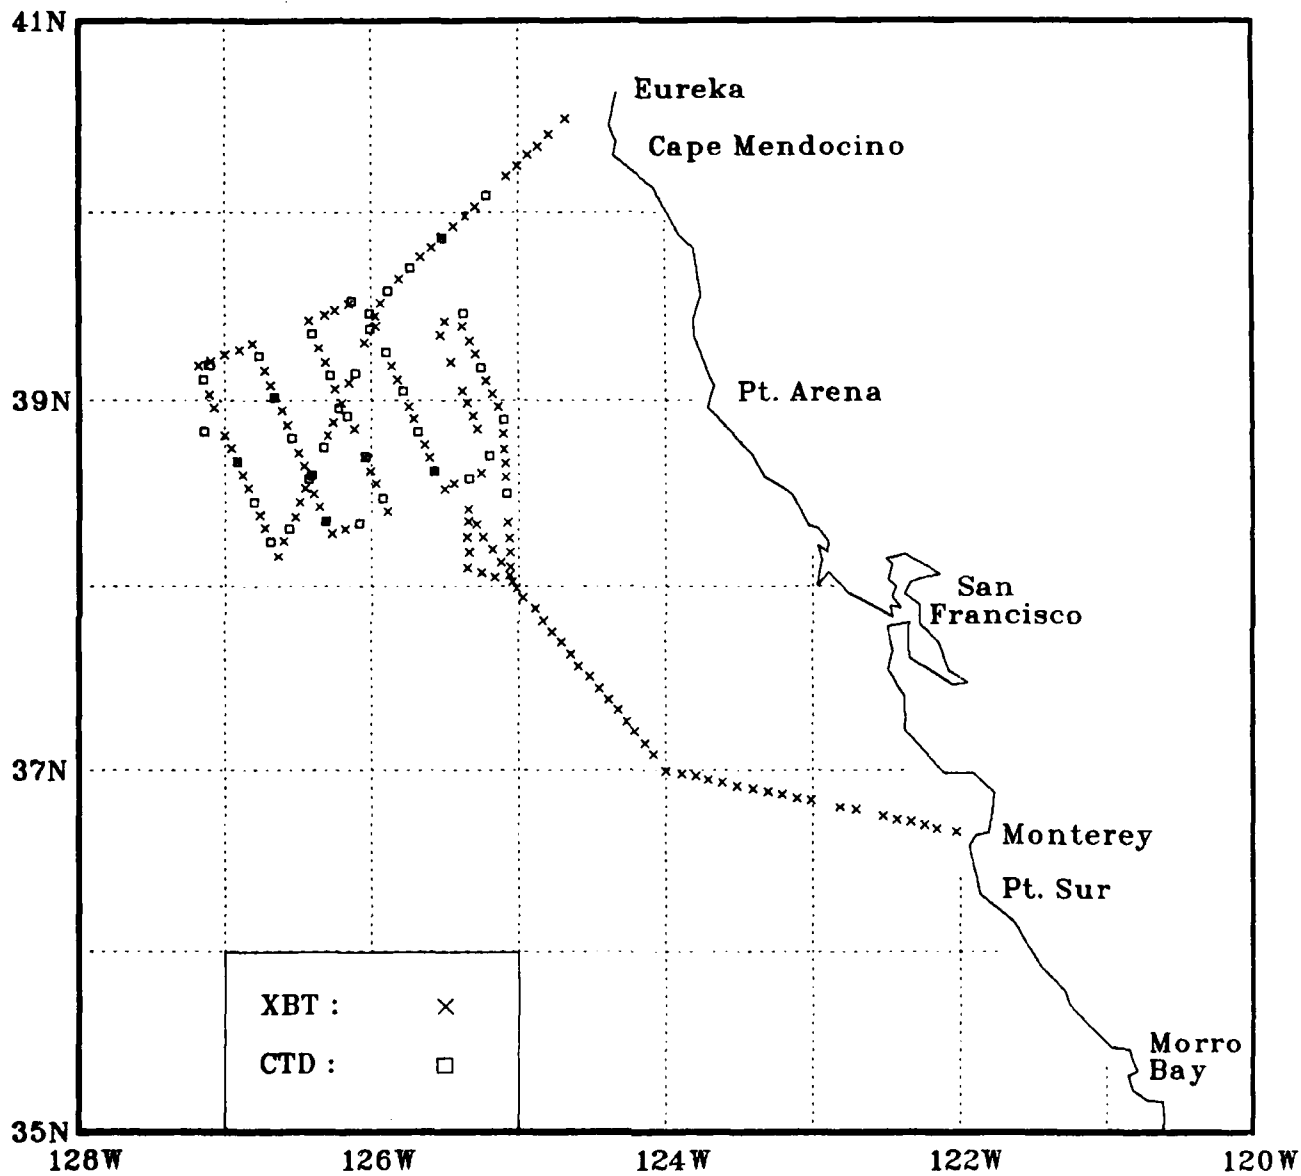 41N
Eureka
Cape Mendocino
39N
Pt. Arena
San
Francisco
37N
Monterey
Pt. Sur
XBT :
CTD :
Morro
Bay
35N
128W 126W 124W 122W 120W